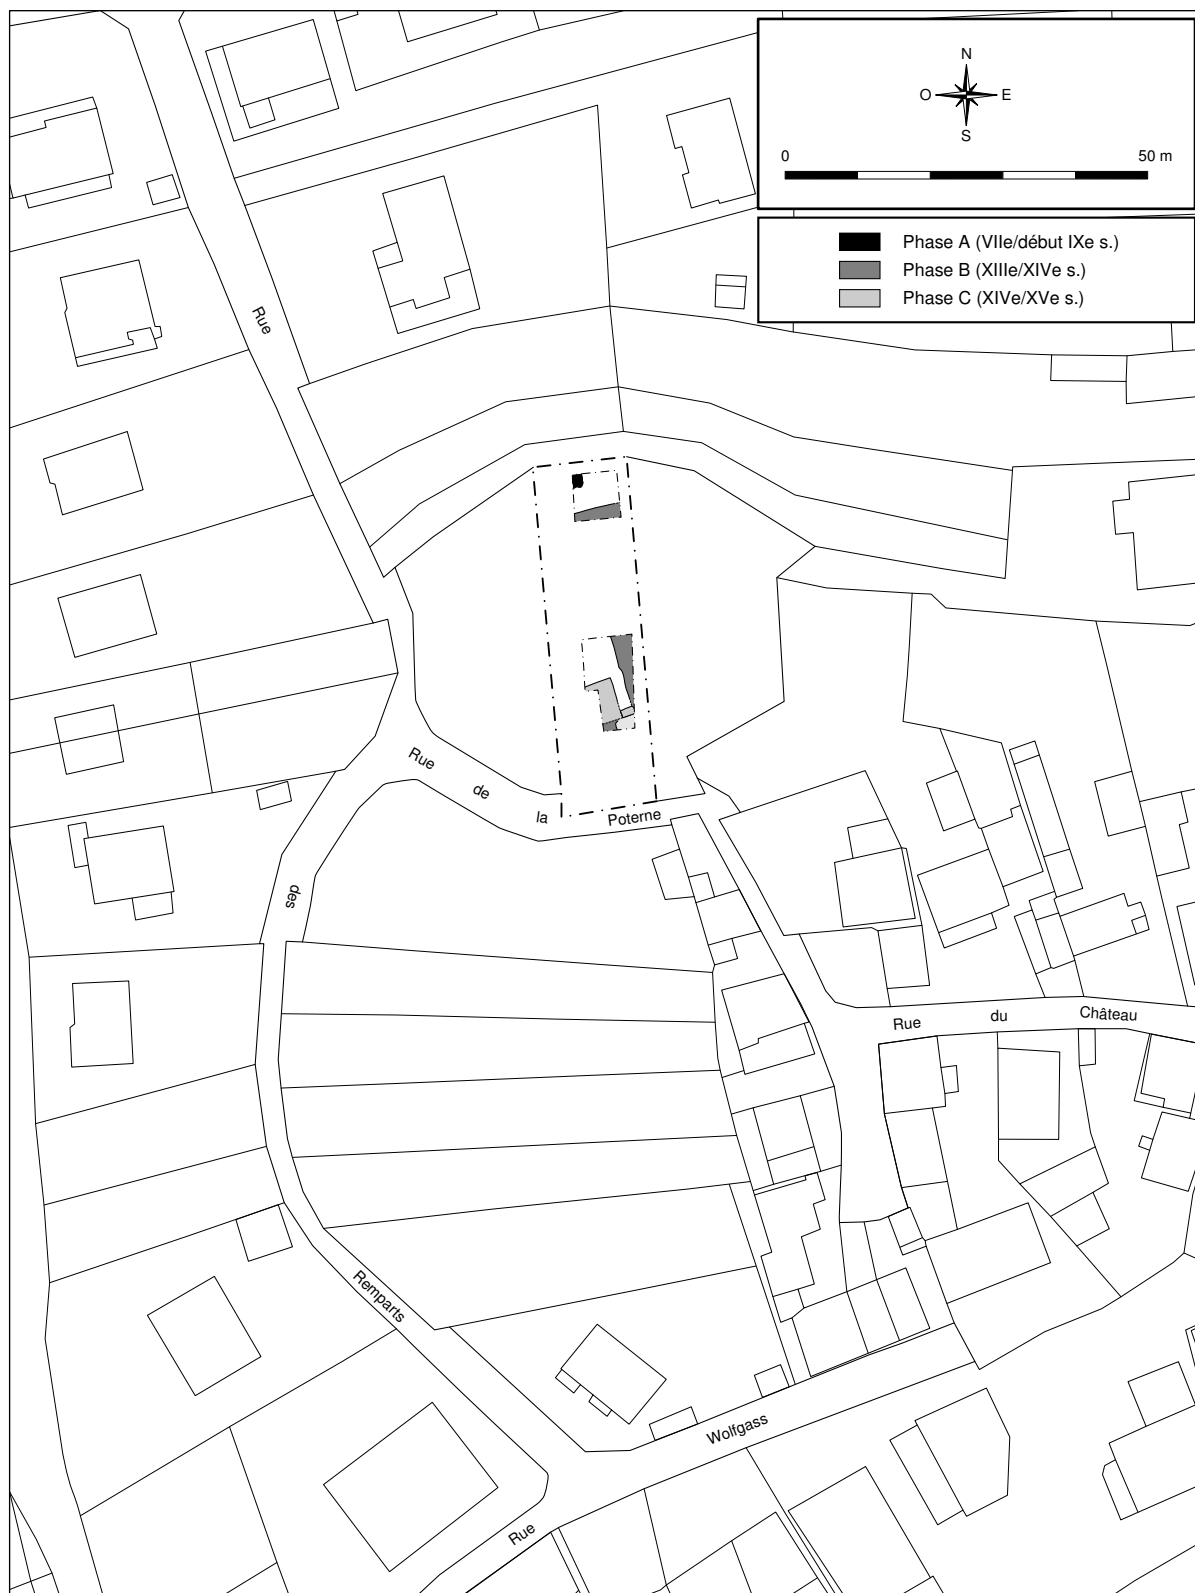 N
O E
S
0 50 m
Phase A (VIIe/début IXe s.)
Phase B (XIIIe/XIVe s.)
Phase C (XIVe/XVe s.)
Rue
Rue de la Poterne
des
Rue du Château
Remparts
Wolfgass
Rue